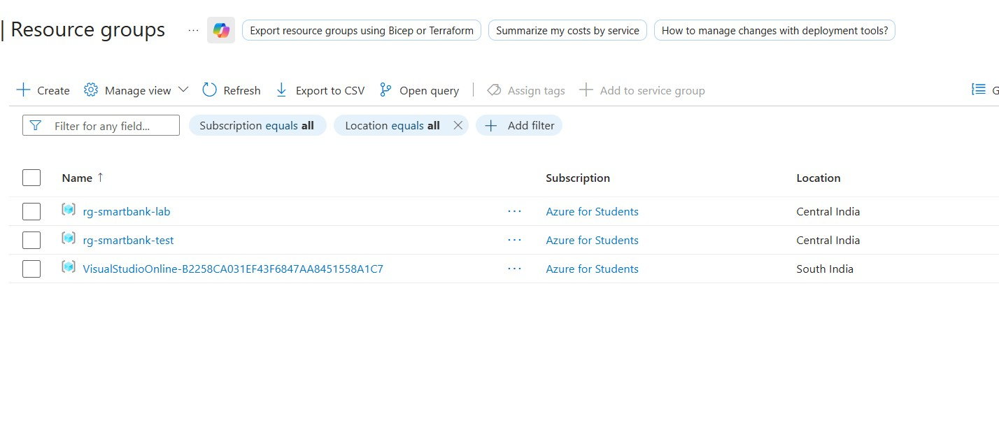 | Resource groups ... Export resource groups using Bicep or Terraform Summarize my costs by service How to manage changes with deployment tools?
Create Manage view Refresh Export to CSV Open query | Assign tags Add to service group G
Filter for any field... Subscription equals all Location equals all Add filter
Name ↑ Subscription Location
rg-smartbank-lab ... Azure for Students Central India
rg-smartbank-test ... Azure for Students Central India
VisualStudioOnline-B2258CA031EF43F6847AA8451558A1C7 ... Azure for Students South India